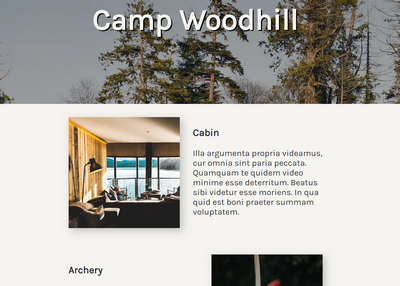 Camp Woodhill
Cabin
Illa argumenta propria videamus,
cur omnia sint paria peccata.
Quamquam te quidem video
minime esse deterritum. Beatus
sibi videtur esse moriens. In qua
quid est boni praeter summam
voluptatem.
Archery